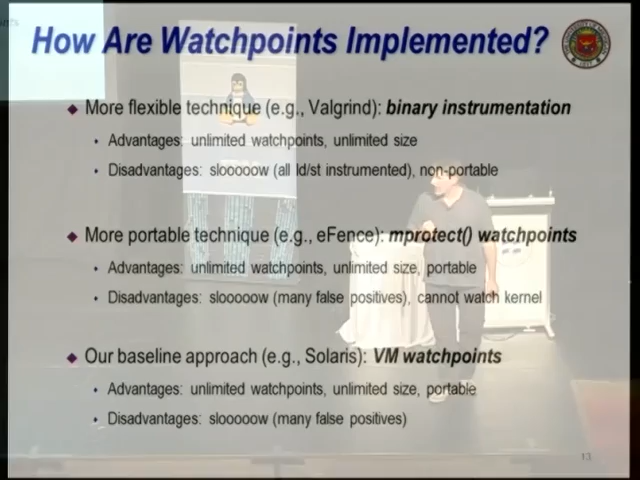 How Are Watchpoints Implemented?
More flexible technique (e.g., Valgrind): binary instrumentation
Advantages: unlimited watchpoints, unlimited size
Disadvantages: slooooow (all ld/st instrumented), non-portable
More portable technique (e.g., eFence): mprotect() watchpoints
Advantages: unlimited watchpoints, unlimited size, portable
Disadvantages: slooooow (many false positives), cannot watch kernel
Our baseline approach (e.g., Solaris): VM watchpoints
Advantages: unlimited watchpoints, unlimited size, portable
Disadvantages: slooooow (many false positives)
13